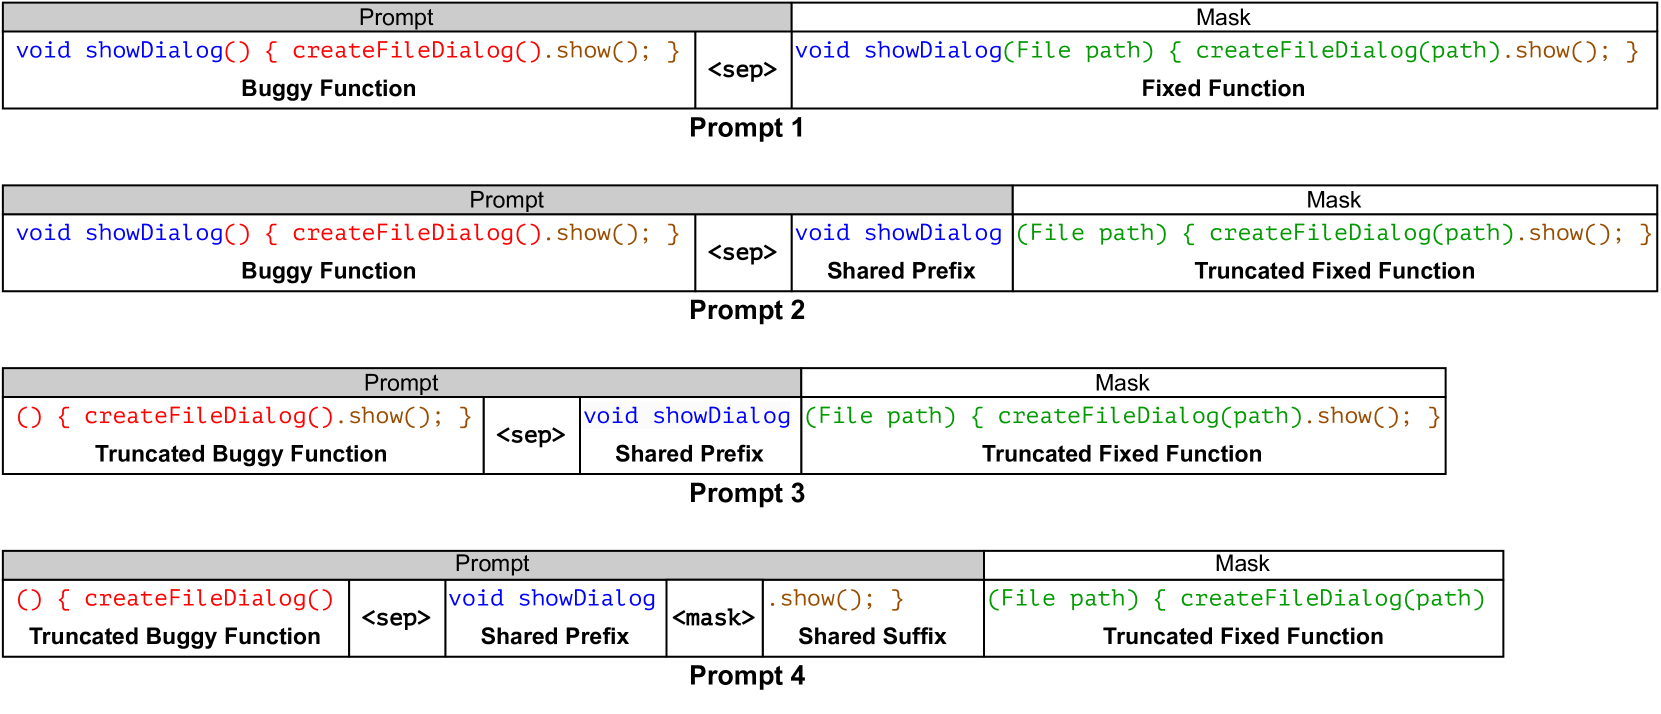 Prompt Mask
void showDialog() { createFileDialog().show(); } <sep> void showDialog(File path) { createFileDialog(path).show(); }
Buggy Function Fixed Function
Prompt 1
Prompt Mask
void showDialog() { createFileDialog().show(); } <sep> void showDialog (File path) { createFileDialog(path).show(); }
Buggy Function Shared Prefix Truncated Fixed Function
Prompt 2
Prompt Mask
() { createFileDialog().show(); } <sep> void showDialog (File path) { createFileDialog(path).show(); }
Truncated Buggy Function Shared Prefix Truncated Fixed Function
Prompt 3
Prompt Mask
() { createFileDialog() <sep> void showDialog <mask> .show(); } (File path) { createFileDialog(path)
Truncated Buggy Function Shared Prefix Shared Suffix Truncated Fixed Function
Prompt 4